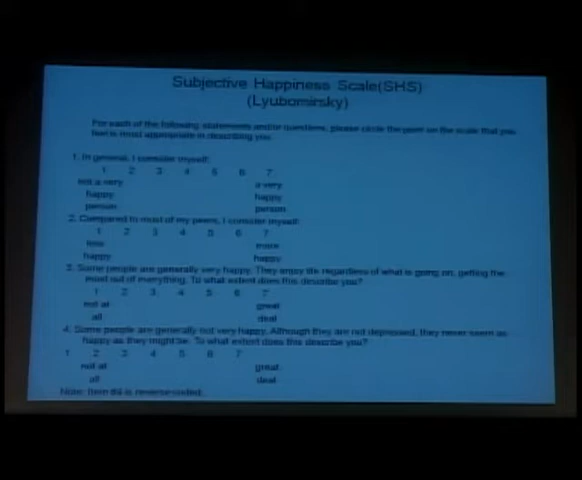 Subjective Happiness Scale(SHS)
(Lyubomirsky)
For each of the following statements and/or questions, please circle the point on the scale that you
feel is most appropriate in describing you.
1. In general, I consider myself:
1 2 3 4 5 6 7
not a very a very
happy happy
person person
2. Compared to most of my peers, I consider myself:
1 2 3 4 5 6 7
less more
happy happy
3. Some people are generally very happy. They enjoy life regardless of what is going on, getting the
most out of everything. To what extent does this describe you?
1 2 3 4 5 6 7
not at great
all deal
4. Some people are generally not very happy. Although they are not depressed, they never seem as
happy as they might be. To what extent does this describe you?
1 2 3 4 5 6 7
not at great
all deal
Note: Item #4 is reverse coded.